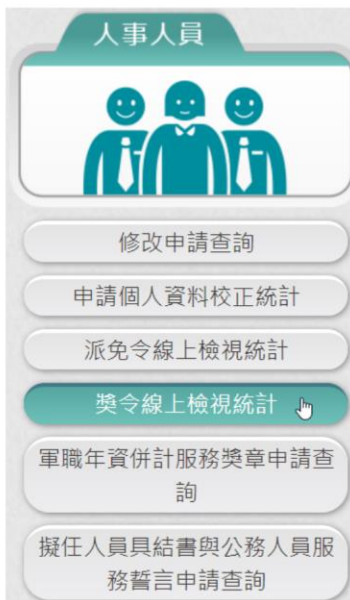 人事人員
修改申請查詢
申請個人資料校正統計
派免令線上檢視統計
獎令線上檢視統計
軍職年資併計服務獎章申請查
詢
擬任人員具結書與公務人員服
務誓言申請查詢